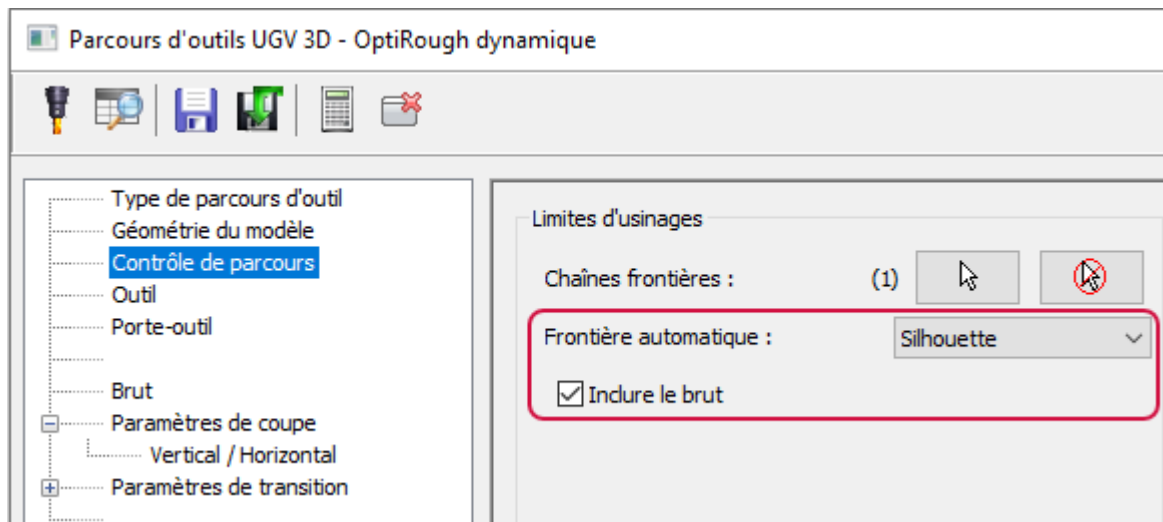 Parcours d'outils UGV 3D - OptiRough dynamique
Type de parcours d'outil
Géométrie du modèle
Contrôle de parcours
Outil
Porte-outil
Brut
Paramètres de coupe
Vertical / Horizontal
Paramètres de transition
Limites d'usinages
Chaînes frontières : (1)
Frontière automatique : Silhouette
Inclure le brut